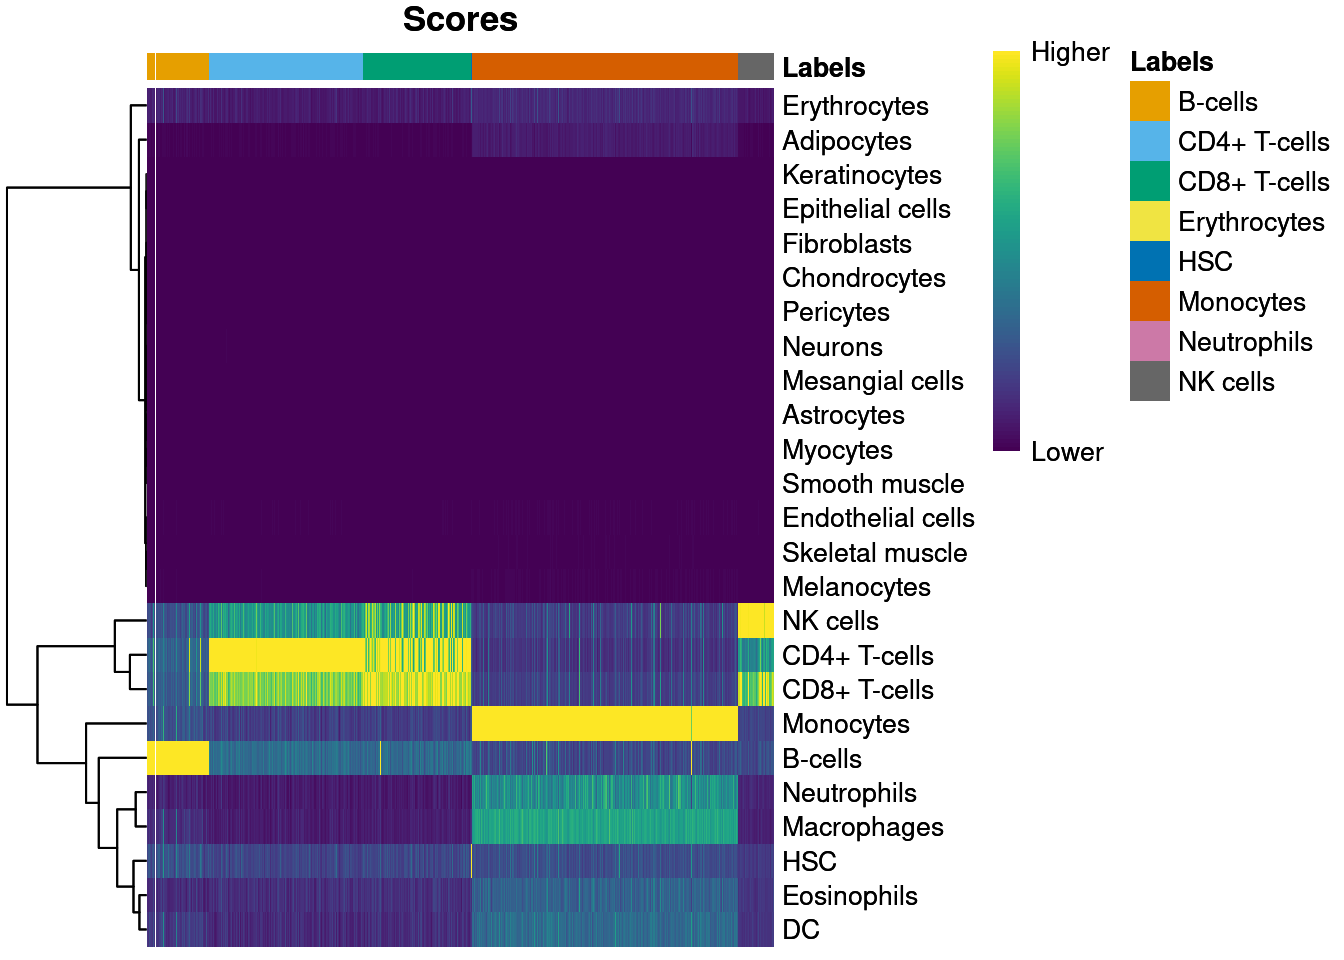 Scores
Labels
Erythrocytes
Adipocytes
Keratinocytes
Epithelial cells
Fibroblasts
Chondrocytes
Pericytes
Neurons
Mesangial cells
Astrocytes
Myocytes
Smooth muscle
Endothelial cells
Skeletal muscle
Melanocytes
NK cells
CD4+ T-cells
CD8+ T-cells
Monocytes
B-cells
Neutrophils
Macrophages
HSC
Eosinophils
DC
Higher
Lower
Labels
B-cells
CD4+ T-cells
CD8+ T-cells
Erythrocytes
HSC
Monocytes
Neutrophils
NK cells